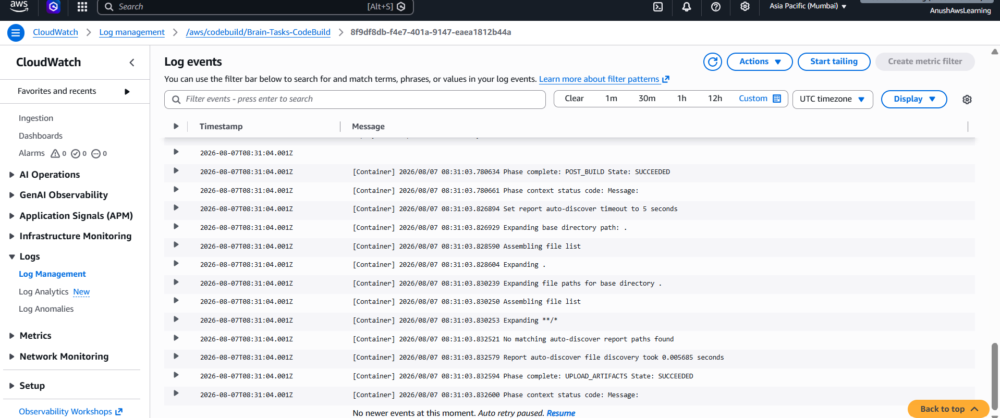 aws
Search
[Alt+S]
Asia Pacific (Mumbai)
AnushAwsLearning
CloudWatch
Log management
/aws/codebuild/Brain-Tasks-CodeBuild
8f9df8db-f4e7-401a-9147-eaea1812b44a
CloudWatch
Favorites and recents
Ingestion
Dashboards
Alarms 0 0 0
AI Operations
GenAI Observability
Application Signals (APM)
Infrastructure Monitoring
Logs
Log Management
Log Analytics New
Log Anomalies
Metrics
Network Monitoring
Setup
Observability Workshops
Log events
Actions
Start tailing
Create metric filter
You can use the filter bar below to search for and match terms, phrases, or values in your log events. Learn more about filter patterns
Filter events - press enter to search
Clear 1m 30m 1h 12h Custom
UTC timezone
Display
Timestamp Message
2026-08-07T08:31:04.001Z
2026-08-07T08:31:04.001Z [Container] 2026/08/07 08:31:03.780634 Phase complete: POST_BUILD State: SUCCEEDED
2026-08-07T08:31:04.001Z [Container] 2026/08/07 08:31:03.780661 Phase context status code: Message:
2026-08-07T08:31:04.001Z [Container] 2026/08/07 08:31:03.826894 Set report auto-discover timeout to 5 seconds
2026-08-07T08:31:04.001Z [Container] 2026/08/07 08:31:03.826929 Expanding base directory path: .
2026-08-07T08:31:04.001Z [Container] 2026/08/07 08:31:03.828590 Assembling file list
2026-08-07T08:31:04.001Z [Container] 2026/08/07 08:31:03.828604 Expanding .
2026-08-07T08:31:04.001Z [Container] 2026/08/07 08:31:03.830239 Expanding file paths for base directory .
2026-08-07T08:31:04.001Z [Container] 2026/08/07 08:31:03.830250 Assembling file list
2026-08-07T08:31:04.001Z [Container] 2026/08/07 08:31:03.830253 Expanding **/*
2026-08-07T08:31:04.001Z [Container] 2026/08/07 08:31:03.832521 No matching auto-discover report paths found
2026-08-07T08:31:04.001Z [Container] 2026/08/07 08:31:03.832579 Report auto-discover file discovery took 0.005685 seconds
2026-08-07T08:31:04.001Z [Container] 2026/08/07 08:31:03.832594 Phase complete: UPLOAD_ARTIFACTS State: SUCCEEDED
2026-08-07T08:31:04.001Z [Container] 2026/08/07 08:31:03.832600 Phase context status code: Message:
No newer events at this moment. Auto retry paused. Resume
Back to top